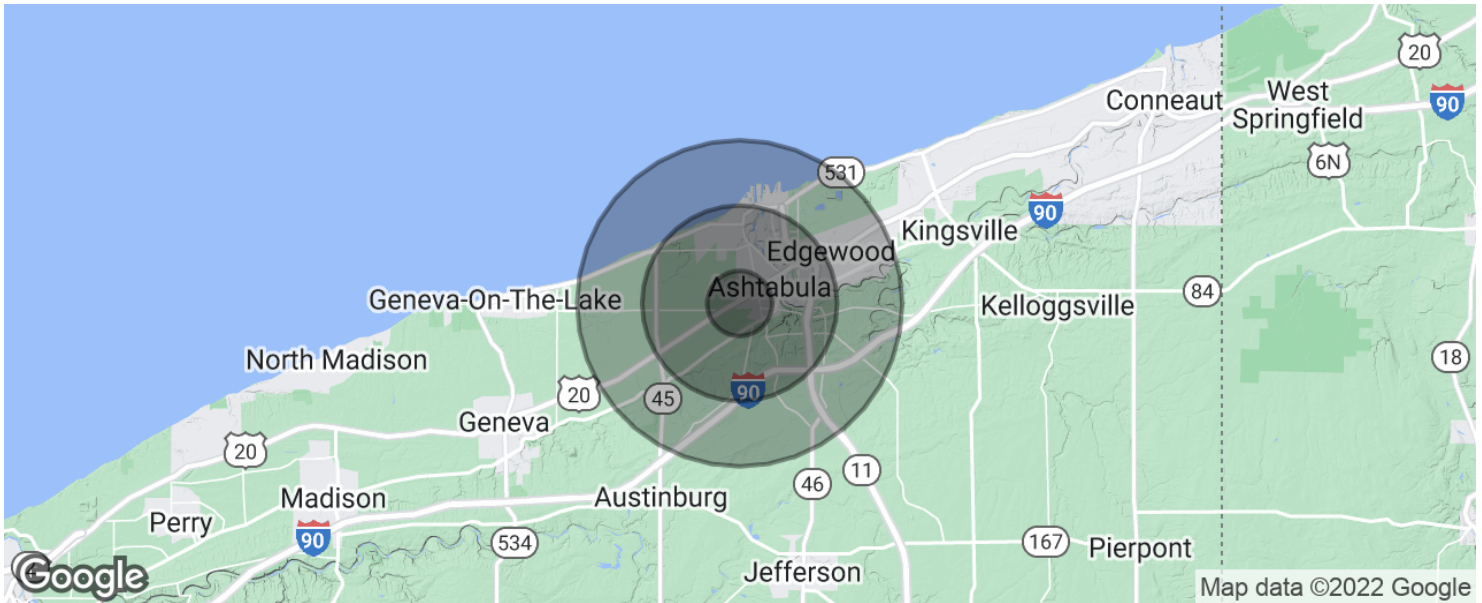 20
Conneaut
West
Springfield
90
6N
531
90
Kingsville
Edgewood
Ashtabula
84
Kelloggsville
Geneva-On-The-Lake
North Madison
18
20
45
90
Geneva
20
11
46
Madison
Austinburg
Perry
90
534
167
Pierpont
Jefferson
Google
Map data ©2022 Google